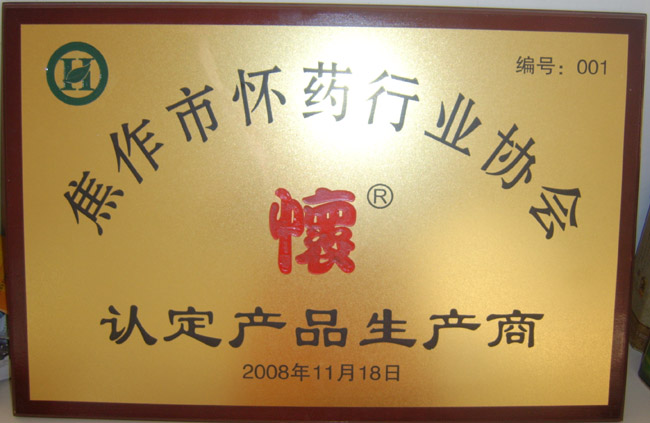 编号：001
焦作市怀药行业协会
懷®
认定产品生产商
2008年11月18日